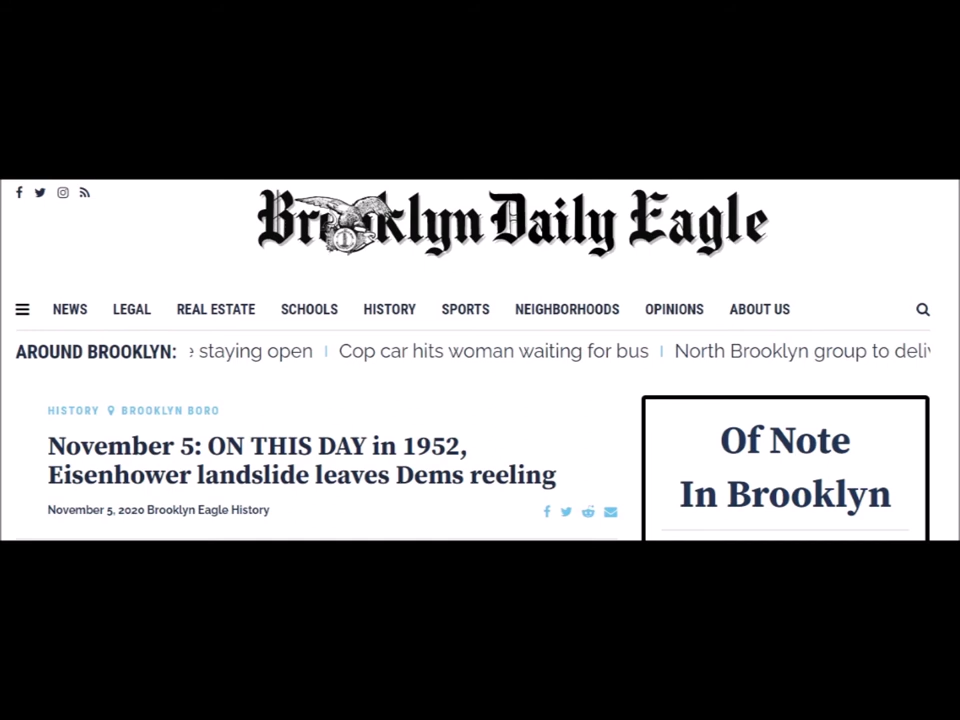 Brooklyn Daily Eagle
NEWS LEGAL REAL ESTATE SCHOOLS HISTORY SPORTS NEIGHBORHOODS OPINIONS ABOUT US
AROUND BROOKLYN: e staying open | Cop car hits woman waiting for bus | North Brooklyn group to
HISTORY BROOKLYN BORO
November 5: ON THIS DAY in 1952,
Eisenhower landslide leaves Dems reeling
November 5, 2020 Brooklyn Eagle History
Of Note
In Brooklyn